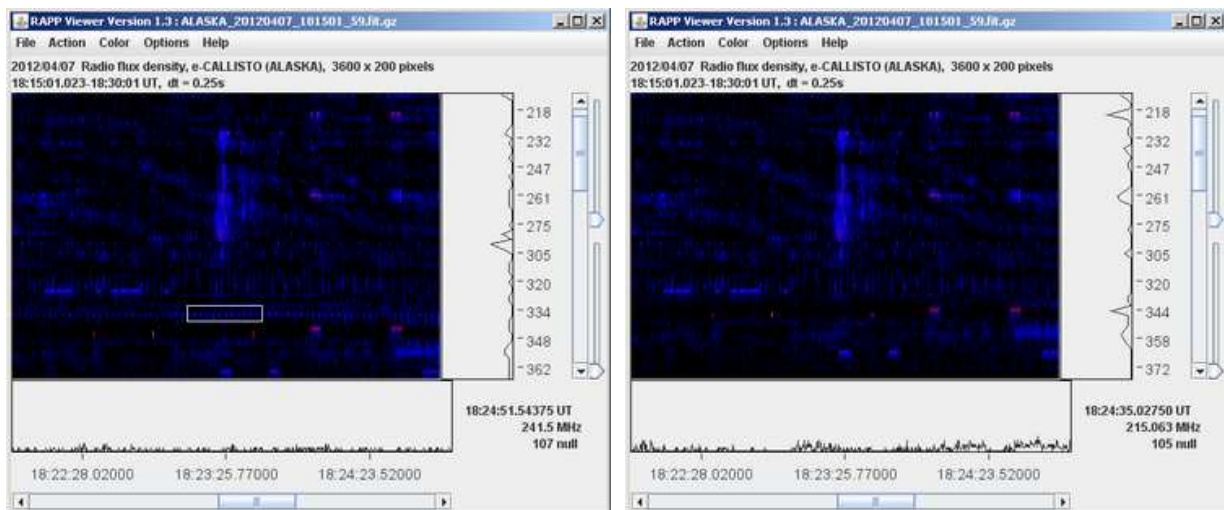 RAPP Viewer Version 1.3 : ALASKA_20120407_181501_59.fit.gz
File Action Color Options Help
2012/04/07 Radio flux density, e-CALLISTO (ALASKA), 3600 x 200 pixels
18:15:01.023-18:30:01 UT, dt = 0.25s
218
232
247
261
275
305
320
334
348
362
18:24:51.54375 UT
241.5 MHz
107 null
18:22:28.02000 18:23:25.77000 18:24:23.52000
RAPP Viewer Version 1.3 : ALASKA_20120407_181501_59.fit.gz
File Action Color Options Help
2012/04/07 Radio flux density, e-CALLISTO (ALASKA), 3600 x 200 pixels
18:15:01.023-18:30:01 UT, dt = 0.25s
218
232
247
261
275
305
320
344
358
372
18:24:35.02750 UT
215.063 MHz
105 null
18:22:28.02000 18:23:25.77000 18:24:23.52000